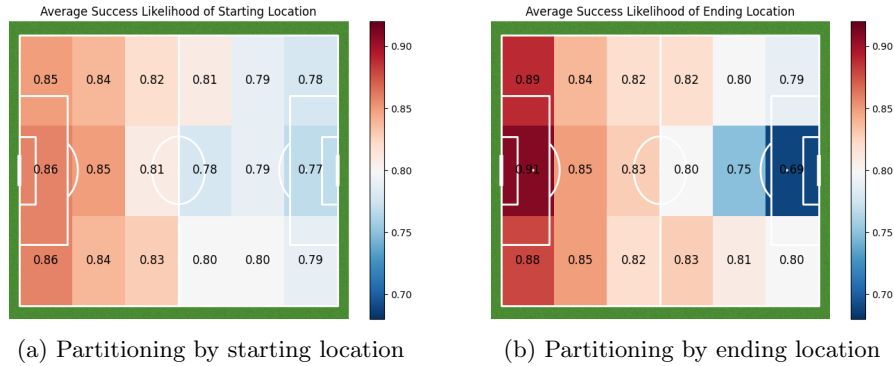 Average Success Likelihood of Starting Location
0.85 0.84 0.82 0.81 0.79 0.78
0.86 0.85 0.81 0.78 0.79 0.77
0.86 0.84 0.83 0.80 0.80 0.79
0.90
0.85
0.80
0.75
0.70
(a) Partitioning by starting location
Average Success Likelihood of Ending Location
0.89 0.84 0.82 0.82 0.80 0.79
0.91 0.85 0.83 0.80 0.75 0.69
0.88 0.85 0.82 0.83 0.81 0.80
0.90
0.85
0.80
0.75
0.70
(b) Partitioning by ending location